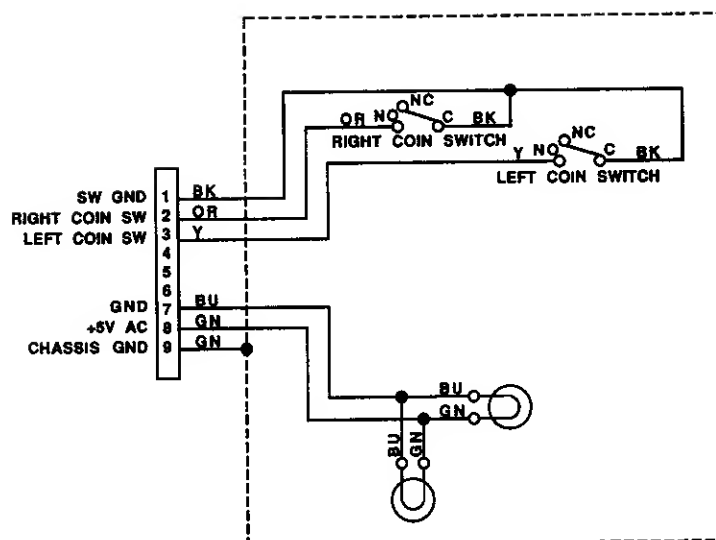 NC
OR NO C BK
RIGHT COIN SWITCH
NC
Y NO C BK
LEFT COIN SWITCH
SW GND 1 BK
RIGHT COIN SW 2 OR
LEFT COIN SW 3 Y
4
5
6
GND 7 BU
+5V AC 8 GN
CHASSIS GND 9 GN
BU
GN
BU
GN